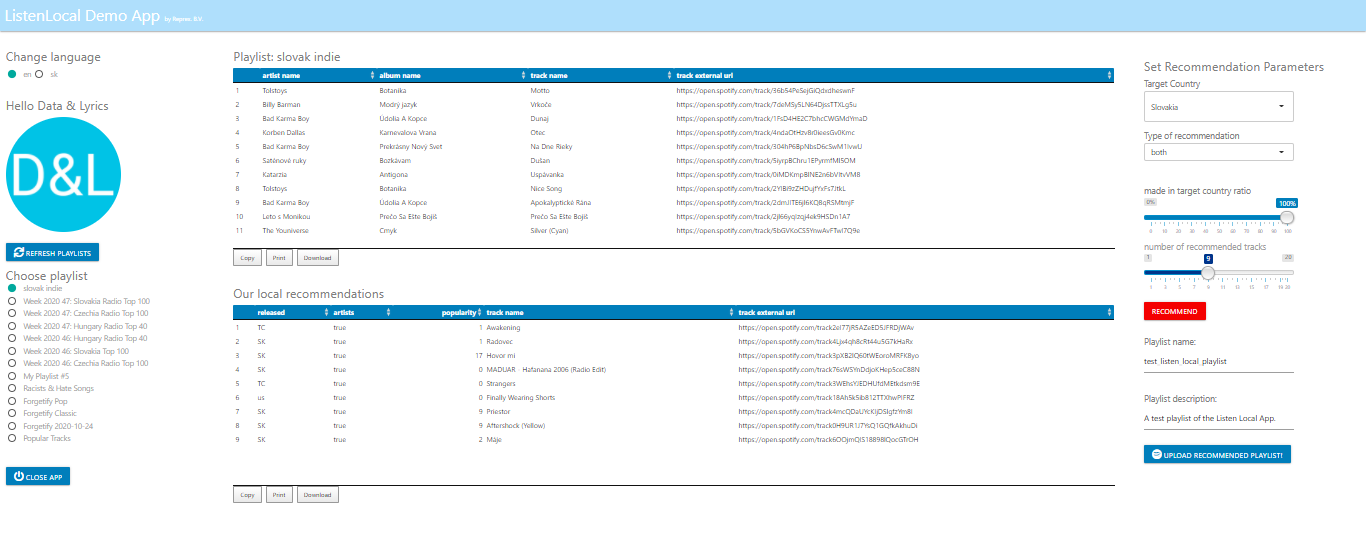 ListenLocal Demo App by Reprex, B.V.
Change language
en sk
Hello Data & Lyrics
D&L
REFRESH PLAYLISTS
Choose playlist
slovak indie
Week 2020 47: Slovakia Radio Top 100
Week 2020 47: Czechia Radio Top 100
Week 2020 47: Hungary Radio Top 40
Week 2020 46: Hungary Radio Top 40
Week 2020 46: Slovakia Top 100
Week 2020 46: Czechia Radio Top 100
My Playlist #5
Racists & Hate Songs
Forgetify Pop
Forgetify Classic
Forgetify 2020-10-24
Popular Tracks
CLOSE APP
Playlist: slovak indie
artist name album name track name track external url
1 Tolstoys Botanika Motto https://open.spotify.com/track/36b54PeSejGlQdxdheswnF
2 Billy Barman Modrý jazyk Vrkoče https://open.spotify.com/track/7deMSy5LN64DjssTTXLg5u
3 Bad Karma Boy Údolia A Kopce Dunaj https://open.spotify.com/track/1FsD4HE2C7bhcCWGMdYmaD
4 Korben Dallas Karnevalova Vrana Otec https://open.spotify.com/track/4ndaOtHzv8r0ieesGv0Kmc
5 Bad Karma Boy Prekrásny Nový Svet Na Dne Rieky https://open.spotify.com/track/304hP6BpNbsD6cSwM1lvwU
6 Saténové ruky Bozkávam Dušan https://open.spotify.com/track/5iyrpBChru1EPyrmfMI5OM
7 Katarzia Antigona Uspávanka https://open.spotify.com/track/0iMDKmpBlNE2n6bVltvVMB
8 Tolstoys Botanika Nice Song https://open.spotify.com/track/2YlBi9zZHDujfYxFs7JtkL
9 Bad Karma Boy Údolia A Kopce Apokalyptické Rána https://open.spotify.com/track/2dmJITE6jI6KQ8qRSMtmjF
10 Leto s Monikou Prečo Sa Ešte Bojíš Prečo Sa Ešte Bojíš https://open.spotify.com/track/2jl66yqizqj4ek9HSDn1A7
11 The Youniverse Cmyk Silver (Cyan) https://open.spotify.com/track/5bGVKoCS5YnwAvFTwl7Q9e
Copy Print Download
Our local recommendations
released artists popularity track name track external url
1 TC true 1 Awakening https://open.spotify.com/track2eI77jR5AZeEDSJFRDjWAv
2 SK true 1 Radovec https://open.spotify.com/track4Ljx4qh8cRt44u5G7kHaRx
3 SK true 17 Hovor mi https://open.spotify.com/track3pXB2lQ60tWEoroMRFK8yo
4 SK true 0 MADUAR - Hafanana 2006 (Radio Edit) https://open.spotify.com/track76sWSYnDdjoKHep5ceC88N
5 TC true 0 Strangers https://open.spotify.com/track3WEhsYJEDHUfdMEtkdsm9E
6 us true 0 Finally Wearing Shorts https://open.spotify.com/track18Ah5k5ib812TTXhwPlFRZ
7 SK true 9 Priestor https://open.spotify.com/track4mcQDaUYcKijDSlgfzYm8l
8 SK true 9 Aftershock (Yellow) https://open.spotify.com/track0H9UR1J7YsQ1GQfkAkhuDi
9 SK true 2 Máje https://open.spotify.com/track6OOjmQlS18B98lQocGTrOH
Copy Print Download
Set Recommendation Parameters
Target Country
Slovakia
Type of recommendation
both
made in target country ratio
0% 100%
0 10 20 30 40 50 60 70 80 90 100
number of recommended tracks
1 9 20
1 3 5 7 9 11 13 15 17 19 20
RECOMMEND
Playlist name:
test_listen_local_playlist
Playlist description:
A test playlist of the Listen Local App.
UPLOAD RECOMMENDED PLAYLIST!